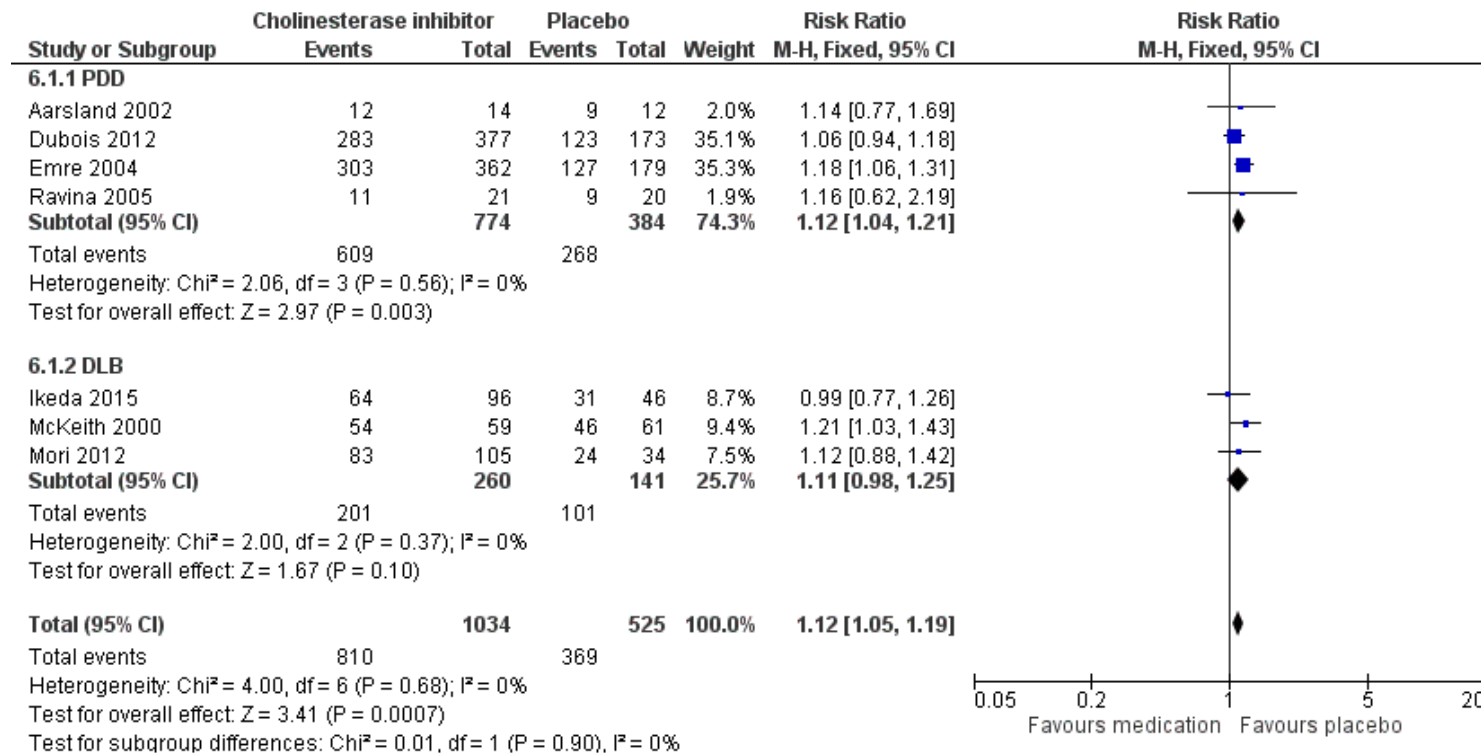 Cholinesterase inhibitor Placebo Risk Ratio Risk Ratio
Study or Subgroup Events Total Events Total Weight M-H, Fixed, 95% CI M-H, Fixed, 95% CI
6.1.1 PDD
Aarsland 2002 12 14 9 12 2.0% 1.14 [0.77, 1.69]
Dubois 2012 283 377 123 173 35.1% 1.06 [0.94, 1.18]
Emre 2004 303 362 127 179 35.3% 1.18 [1.06, 1.31]
Ravina 2005 11 21 9 20 1.9% 1.16 [0.62, 2.19]
Subtotal (95% CI) 774 384 74.3% 1.12 [1.04, 1.21]
Total events 609 268
Heterogeneity: Chi² = 2.06, df = 3 (P = 0.56); I² = 0%
Test for overall effect: Z = 2.97 (P = 0.003)
6.1.2 DLB
Ikeda 2015 64 96 31 46 8.7% 0.99 [0.77, 1.26]
McKeith 2000 54 59 46 61 9.4% 1.21 [1.03, 1.43]
Mori 2012 83 105 24 34 7.5% 1.12 [0.88, 1.42]
Subtotal (95% CI) 260 141 25.7% 1.11 [0.98, 1.25]
Total events 201 101
Heterogeneity: Chi² = 2.00, df = 2 (P = 0.37); I² = 0%
Test for overall effect: Z = 1.67 (P = 0.10)
Total (95% CI) 1034 525 100.0% 1.12 [1.05, 1.19]
Total events 810 369
Heterogeneity: Chi² = 4.00, df = 6 (P = 0.68); I² = 0%
Test for overall effect: Z = 3.41 (P = 0.0007)
Test for subgroup differences: Chi² = 0.01, df = 1 (P = 0.90), I² = 0%
0.05 0.2 1 5 20
Favours medication Favours placebo